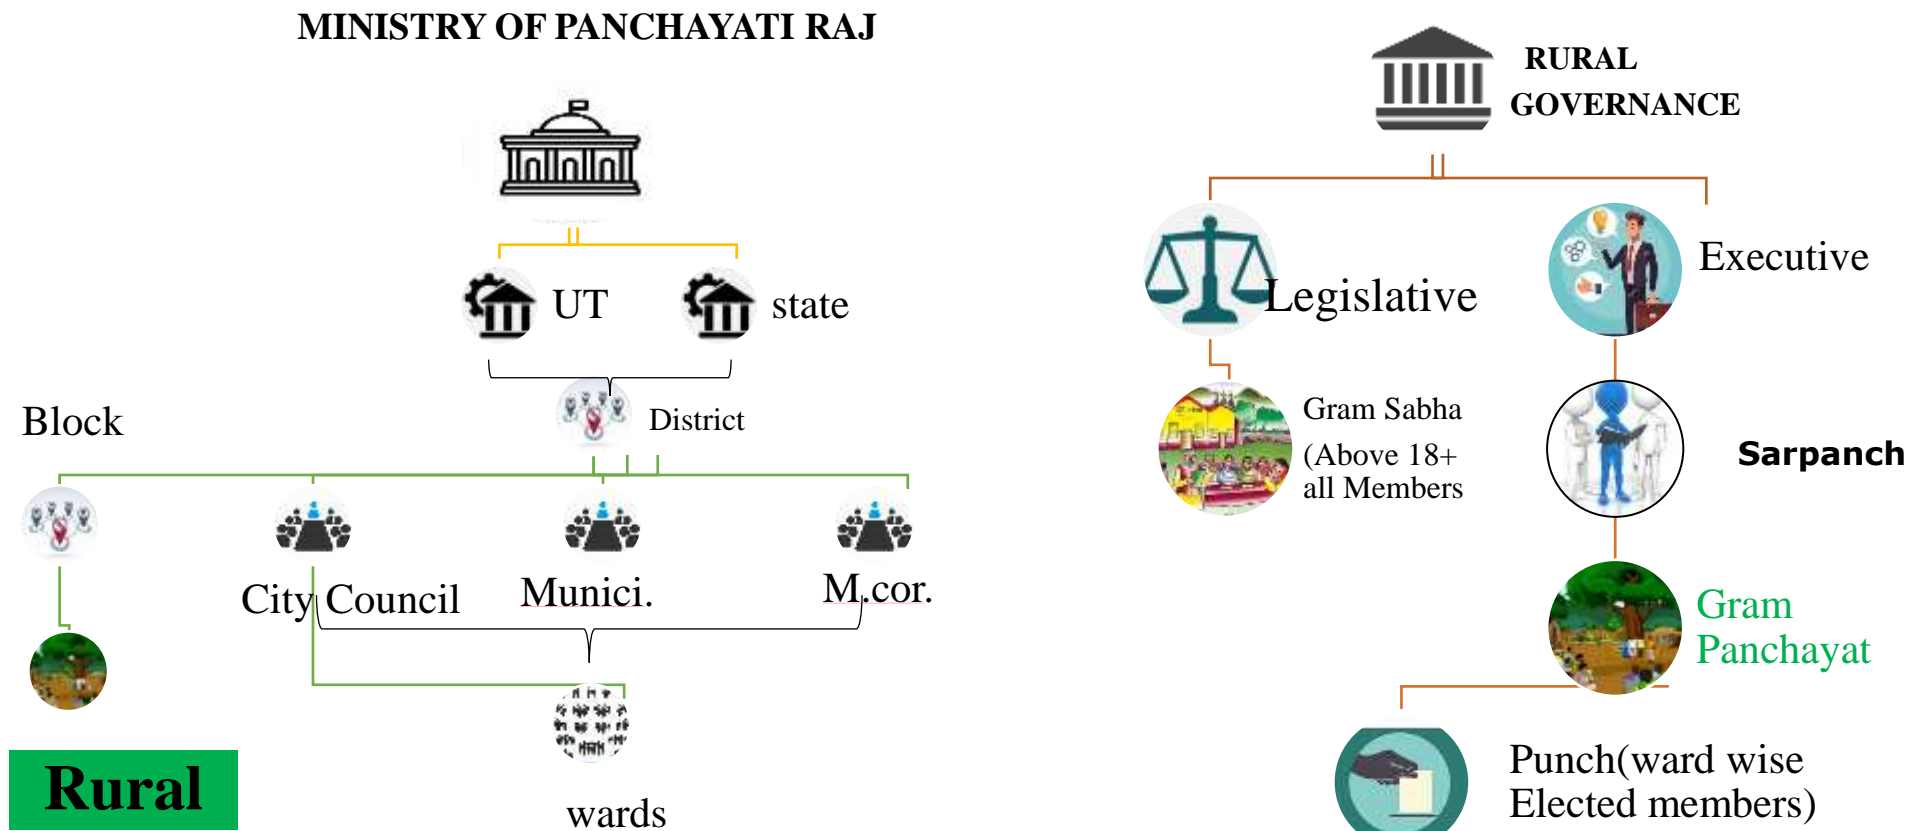 MINISTRY OF PANCHAYATI RAJ
UT
state
District
Block
City Council
Munici.
M.cor.
wards
Rural
RURAL
GOVERNANCE
Legislative
Executive
Gram Sabha
(Above 18+
all Members
Sarpanch
Gram
Panchayat
Punch(ward wise
Elected members)